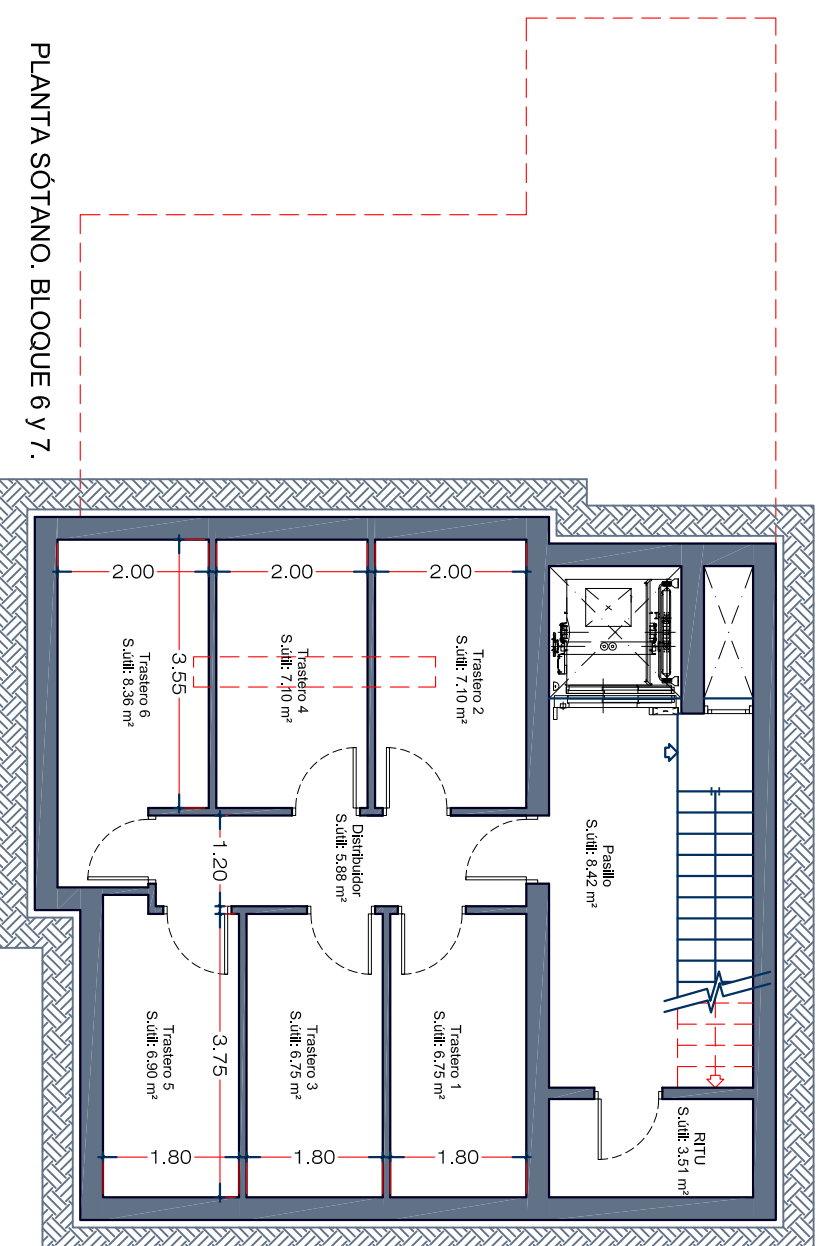 PLANTA SÓTANO. BLOQUE 6 y 7.
2.00
2.00
2.00
3.55
Trastero 6
S.útil: 8.36 m²
Trastero 4
S.útil: 7.10 m²
Trastero 2
S.útil: 7.10 m²
1.20
Distribuidor
S.útil: 5.88 m²
Pasillo
S.útil: 8.42 m²
3.75
Trastero 5
S.útil: 6.90 m²
Trastero 3
S.útil: 6.75 m²
Trastero 1
S.útil: 6.75 m²
1.80
1.80
1.80
RITU
S.útil: 3.51 m²